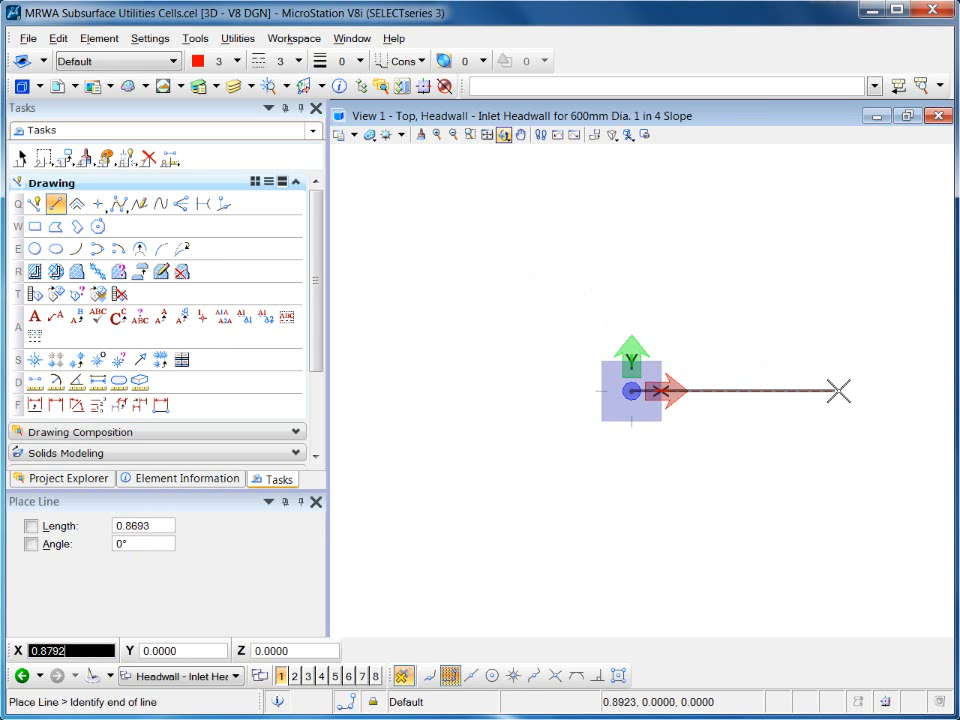 MRWA Subsurface Utilities Cells.cel [3D - V8 DGN] - MicroStation V8i (SELECTseries 3)
File Edit Element Settings Tools Utilities Workspace Window Help
Default 3 3 0 Cons 0 0
Tasks
View 1 - Top, Headwall - Inlet Headwall for 600mm Dia. 1 in 4 Slope
Tasks
Drawing
Q
W
E
R
T
A
S
D
F
Y
X
Drawing Composition
Solids Modeling
Project Explorer Element Information Tasks
Place Line
Length: 0.8693
Angle: 0°
X 0.8792 Y 0.0000 Z 0.0000
Headwall - Inlet Hea 1 2 3 4 5 6 7 8
Place Line > Identify end of line Default 0.8923, 0.0000, 0.0000